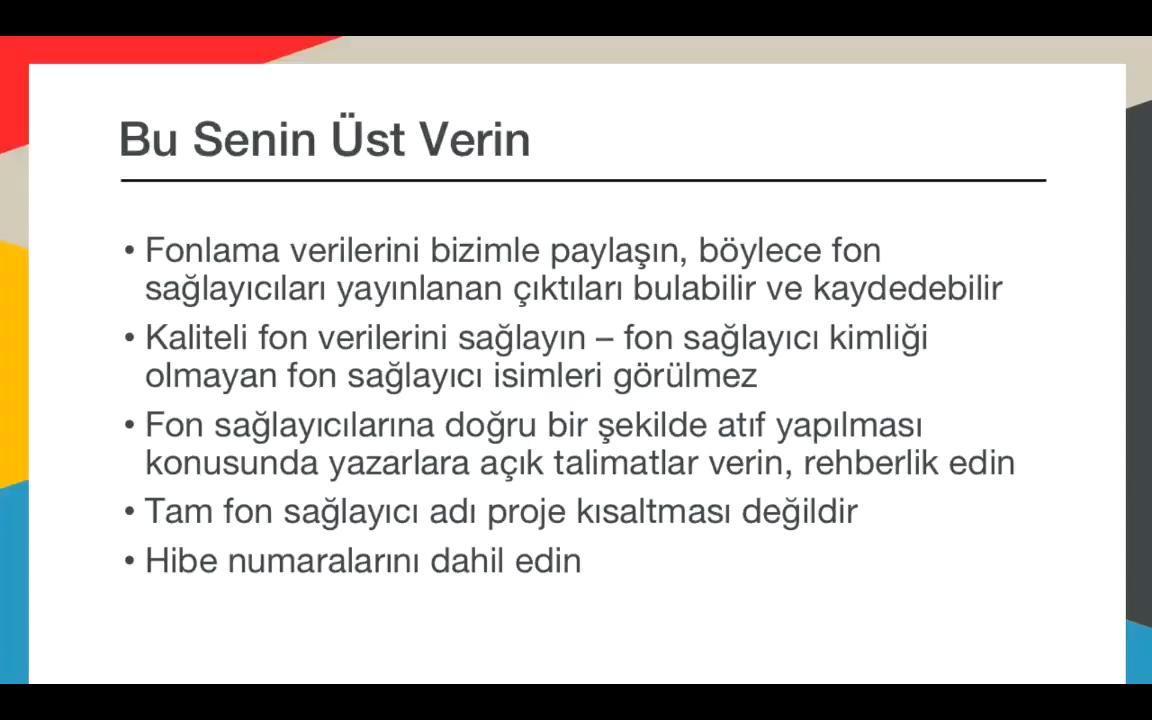 Bu Senin Üst Verin
• Fonlama verilerini bizimle paylaşın, böylece fon
sağlayıcıları yayınlanan çıktıları bulabilir ve kaydedebilir
• Kaliteli fon verilerini sağlayın – fon sağlayıcı kimliği
olmayan fon sağlayıcı isimleri görülmez
• Fon sağlayıcılarına doğru bir şekilde atıf yapılması
konusunda yazarlara açık talimatlar verin, rehberlik edin
• Tam fon sağlayıcı adı proje kısaltması değildir
• Hibe numaralarını dahil edin